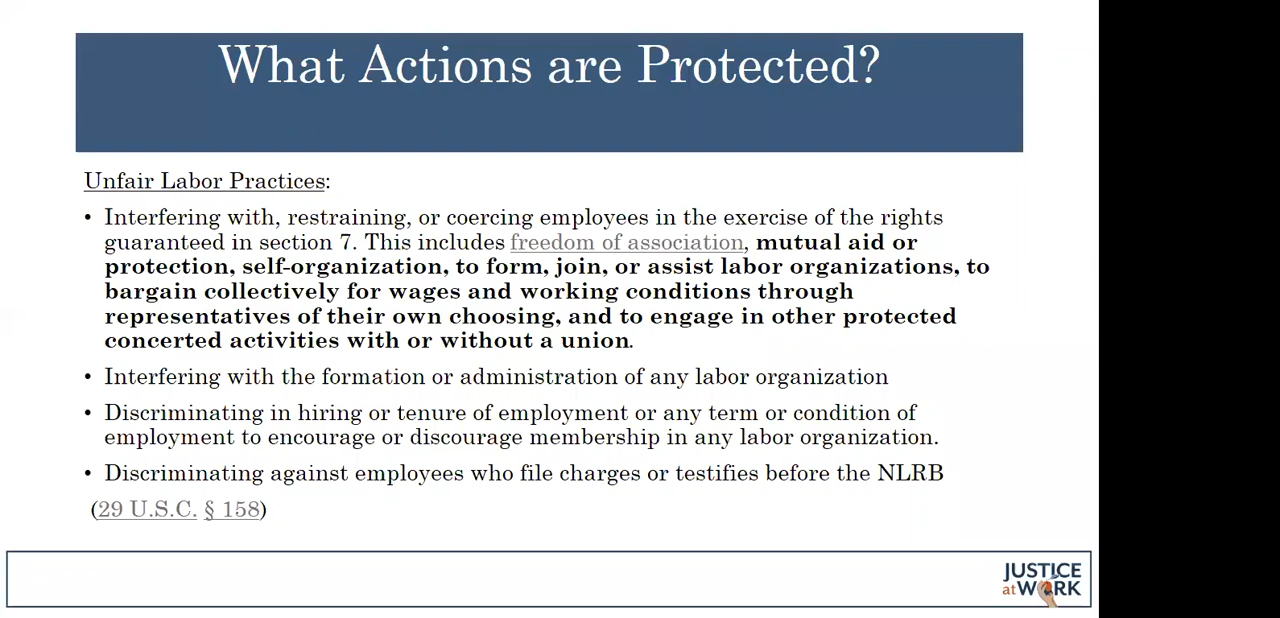 What Actions are Protected?
Unfair Labor Practices:
• Interfering with, restraining, or coercing employees in the exercise of the rights
guaranteed in section 7. This includes freedom of association, mutual aid or
protection, self-organization, to form, join, or assist labor organizations, to
bargain collectively for wages and working conditions through
representatives of their own choosing, and to engage in other protected
concerted activities with or without a union.
• Interfering with the formation or administration of any labor organization
• Discriminating in hiring or tenure of employment or any term or condition of
employment to encourage or discourage membership in any labor organization.
• Discriminating against employees who file charges or testifies before the NLRB
(29 U.S.C. § 158)
JUSTICE
at WORK